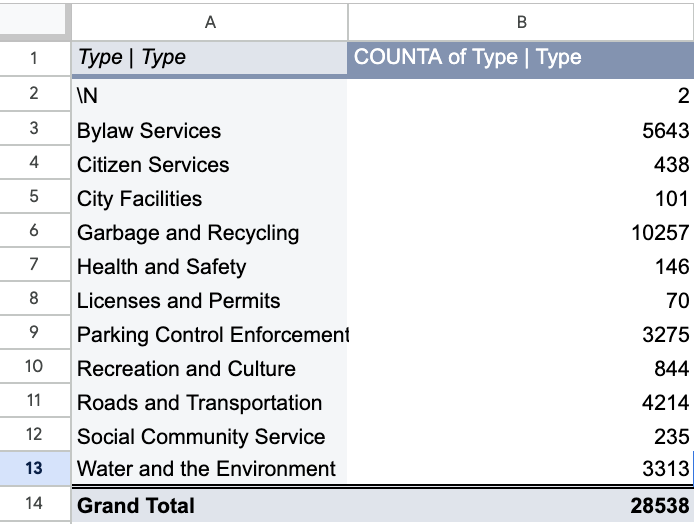 A B
1 Type | Type COUNTA of Type | Type
2 \N 2
3 Bylaw Services 5643
4 Citizen Services 438
5 City Facilities 101
6 Garbage and Recycling 10257
7 Health and Safety 146
8 Licenses and Permits 70
9 Parking Control Enforcement 3275
10 Recreation and Culture 844
11 Roads and Transportation 4214
12 Social Community Service 235
13 Water and the Environment 3313
14 Grand Total 28538